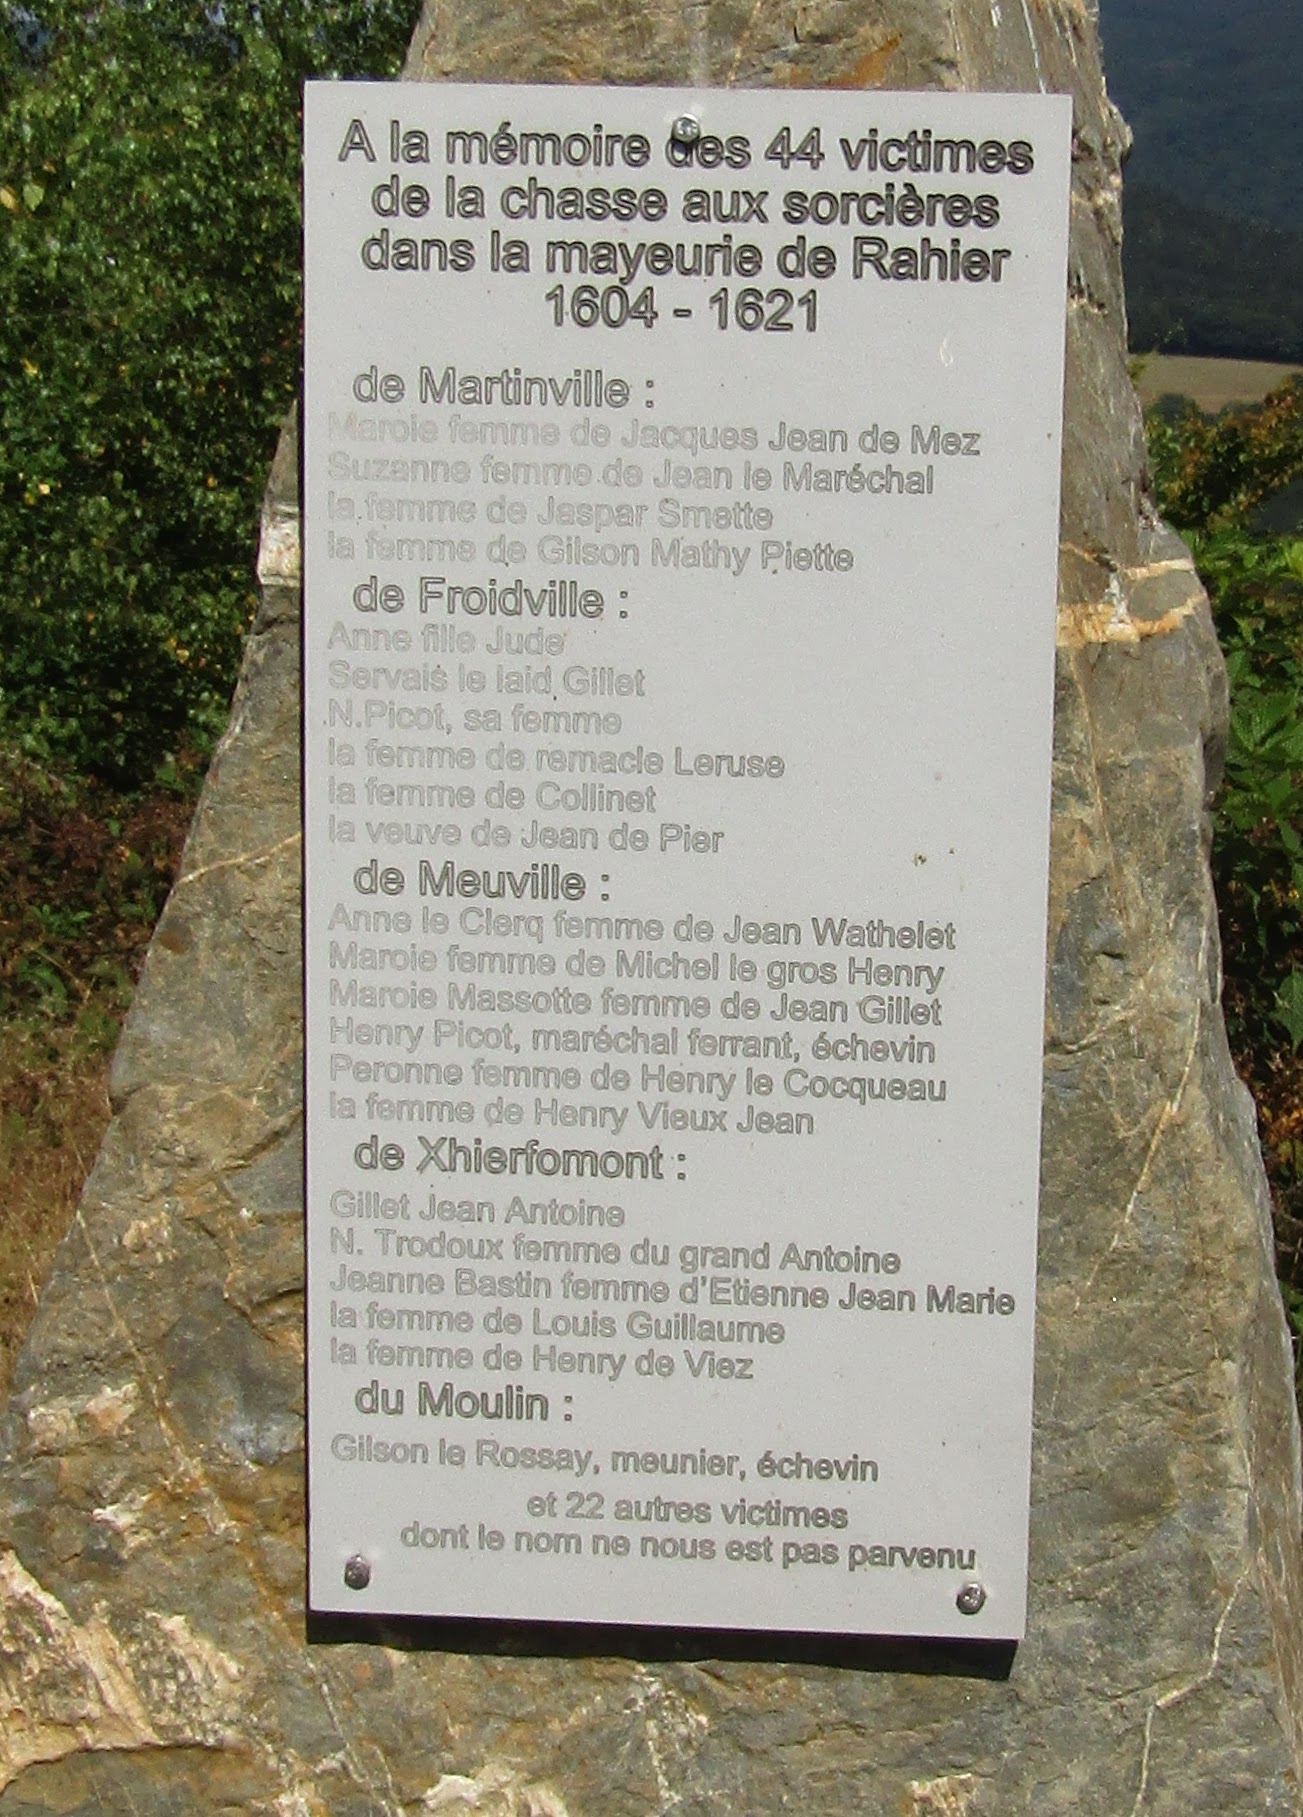 A la mémoire des 44 victimes
de la chasse aux sorcières
dans la mayeurie de Rahier
1604 - 1621
de Martinville :
Maroie femme de Jacques Jean de Mez
Suzanne femme de Jean le Maréchal
la femme de Jaspar Smette
la femme de Gilson Mathy Piette
de Froidville :
Anne fille Jude
Servais le laid Gillet
N.Picot, sa femme
la femme de remacle Leruse
la femme de Collinet
la veuve de Jean de Pier
de Meuville :
Anne le Clerq femme de Jean Wathelet
Maroie femme de Michel le gros Henry
Maroie Massotte femme de Jean Gillet
Henry Picot, maréchal ferrant, échevin
Peronne femme de Henry le Cocqueau
la femme de Henry Vieux Jean
de Xhierfomont :
Gillet Jean Antoine
N. Trodoux femme du grand Antoine
Jeanne Bastin femme d'Etienne Jean Marie
la femme de Louis Guillaume
la femme de Henry de Viez
du Moulin :
Gilson le Rossay, meunier, échevin
et 22 autres victimes
dont le nom ne nous est pas parvenu